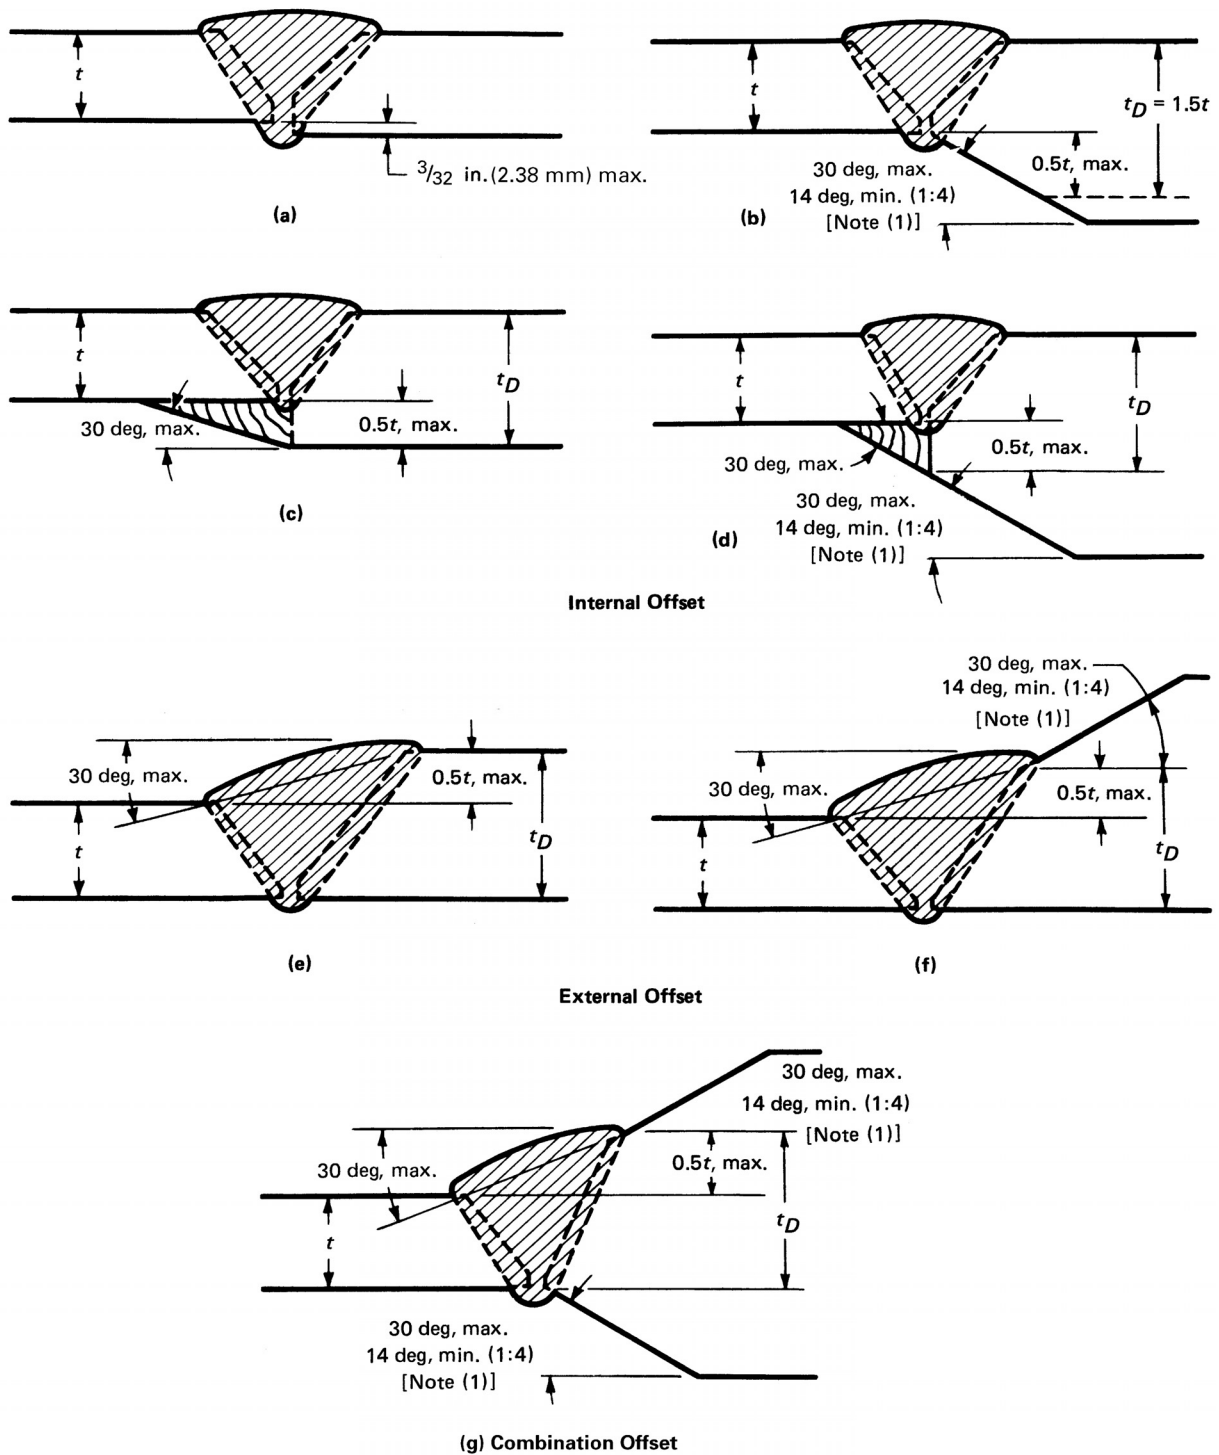 t
3/32 in.(2.38 mm) max.
(a)
t
tD = 1.5t
0.5t, max.
30 deg, max.
14 deg, min. (1:4)
[Note (1)]
(b)
t
tD
30 deg, max.
0.5t, max.
(c)
t
tD
0.5t, max.
30 deg, max.
30 deg, max.
14 deg, min. (1:4)
[Note (1)]
(d)
Internal Offset
30 deg, max.
0.5t, max.
t
tD
(e)
30 deg, max.
14 deg, min. (1:4)
[Note (1)]
30 deg, max.
0.5t, max.
t
tD
(f)
External Offset
30 deg, max.
14 deg, min. (1:4)
[Note (1)]
30 deg, max.
0.5t, max.
t
tD
30 deg, max.
14 deg, min. (1:4)
[Note (1)]
(g) Combination Offset